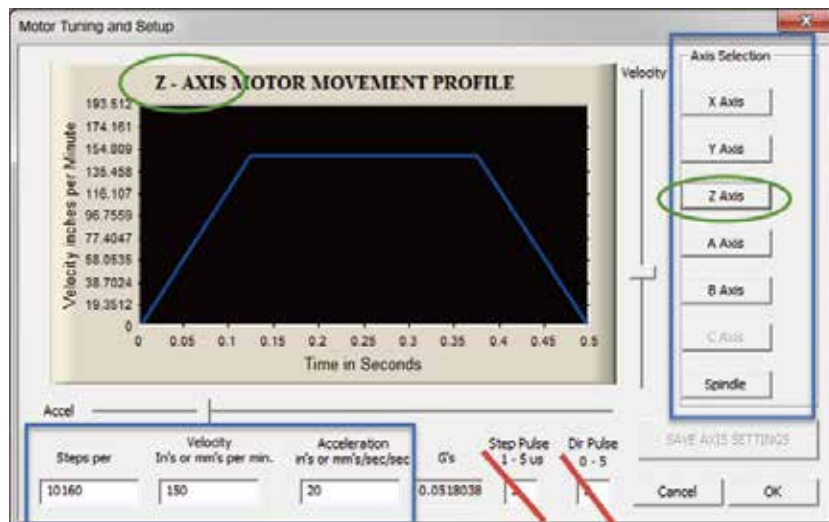 Motor Tuning and Setup
Z - AXIS MOTOR MOVEMENT PROFILE
Velocity inches per Minute
193.512
174.161
154.809
135.458
116.107
96.7559
77.4047
58.0535
38.7024
19.3512
0
0 0.05 0.1 0.15 0.2 0.25 0.3 0.35 0.4 0.45 0.5
Time in Seconds
Velocity
Axis Selection
X Axis
Y Axis
Z Axis
A Axis
B Axis
C Axis
Spindle
Accel
Steps per
Velocity
In's or mm's per min.
Acceleration
in's or mm's/sec/sec
G's
Step Pulse
1 - 5 us
Dir Pulse
0 - 5
10160
150
20
0.0518038
SAVE AXIS SETTINGS
Cancel
OK